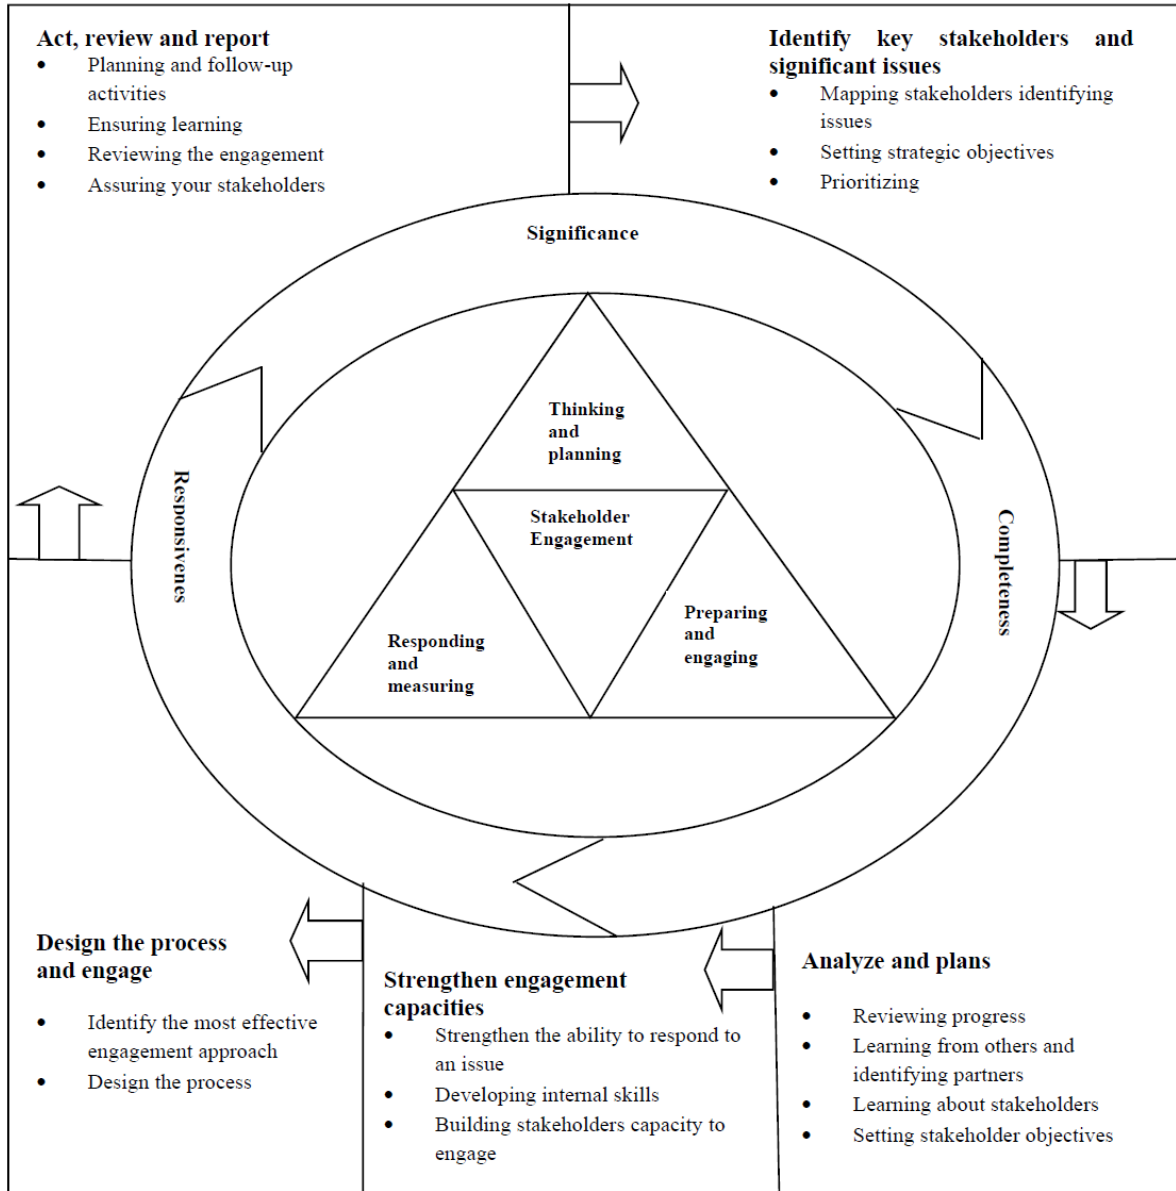 Act, review and report
• Planning and follow-up
activities
• Ensuring learning
• Reviewing the engagement
• Assuring your stakeholders
Identify key stakeholders and
significant issues
• Mapping stakeholders identifying
issues
• Setting strategic objectives
• Prioritizing
Significance
Thinking
and
planning
Responsivenes
Stakeholder
Engagement
Completeness
Responding
and
measuring
Preparing
and
engaging
Design the process
and engage
• Identify the most effective
engagement approach
• Design the process
Strengthen engagement
capacities
• Strengthen the ability to respond to
an issue
• Developing internal skills
• Building stakeholders capacity to
engage
Analyze and plans
• Reviewing progress
• Learning from others and
identifying partners
• Learning about stakeholders
• Setting stakeholder objectives